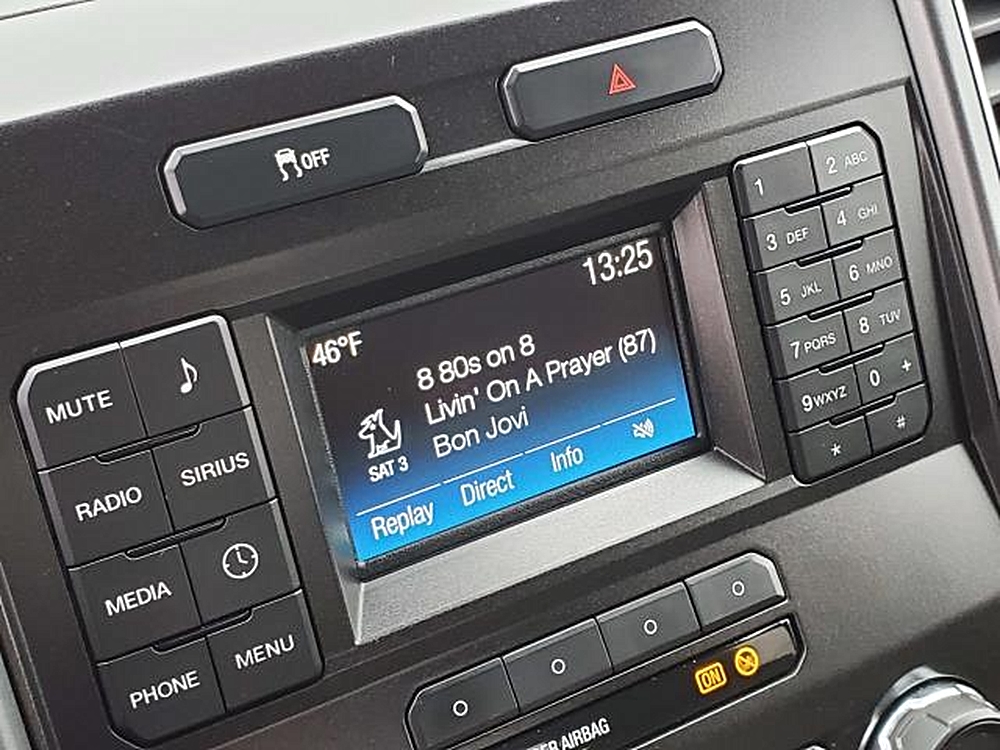 OFF
13:25
46°F
8 80s on 8
Livin' On A Prayer (87)
Bon Jovi
SAT 3
Replay Direct Info
MUTE
RADIO SIRIUS
MEDIA
PHONE MENU
1 2 ABC
3 DEF 4 GHI
5 JKL 6 MNO
7 PQRS 8 TUV
9 WXYZ 0 +
* #
ON
AIRBAG